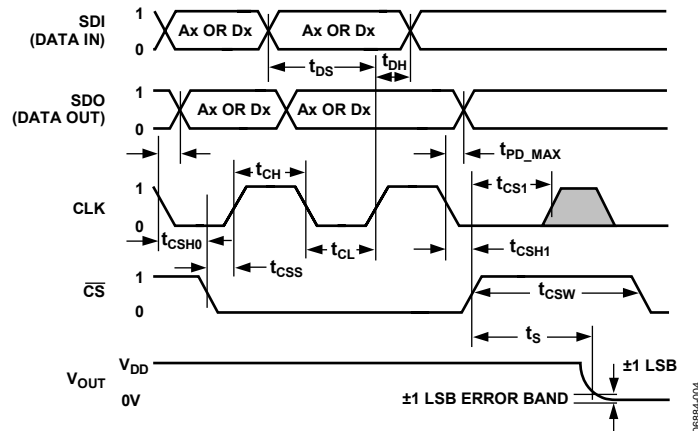 SDI
(DATA IN)
1
0
Ax OR Dx
Ax OR Dx
tDS
tDH
SDO
(DATA OUT)
1
0
Ax OR Dx
Ax OR Dx
tPD_MAX
CLK
1
0
tCH
tCS1
tCSH0
tCSS
tCL
tCSH1
CS
1
0
tCSW
tS
VOUT
VDD
0V
±1 LSB
±1 LSB ERROR BAND
06884-004